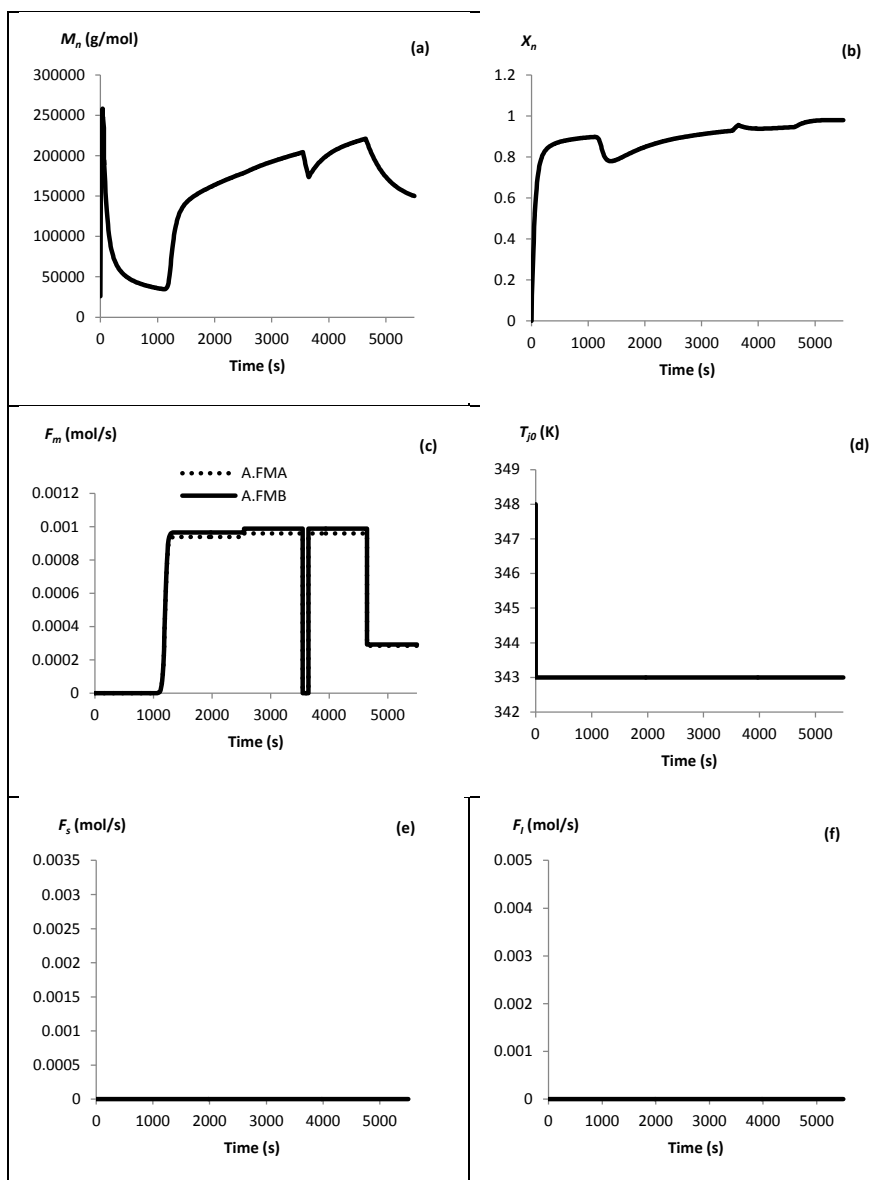 M_n (g/mol)
(a)
300000
250000
200000
150000
100000
50000
0
0 1000 2000 3000 4000 5000
Time (s)
X_n
(b)
1.2
1
0.8
0.6
0.4
0.2
0
0 1000 2000 3000 4000 5000
Time (s)
F_m (mol/s)
(c)
A.FMA
A.FMB
0.0012
0.001
0.0008
0.0006
0.0004
0.0002
0
0 1000 2000 3000 4000 5000
Time (s)
T_j0 (K)
(d)
349
348
347
346
345
344
343
342
0 1000 2000 3000 4000 5000
Time (s)
F_s (mol/s)
(e)
0.0035
0.003
0.0025
0.002
0.0015
0.001
0.0005
0
0 1000 2000 3000 4000 5000
Time (s)
F_I (mol/s)
(f)
0.005
0.004
0.003
0.002
0.001
0
0 1000 2000 3000 4000 5000
Time (s)